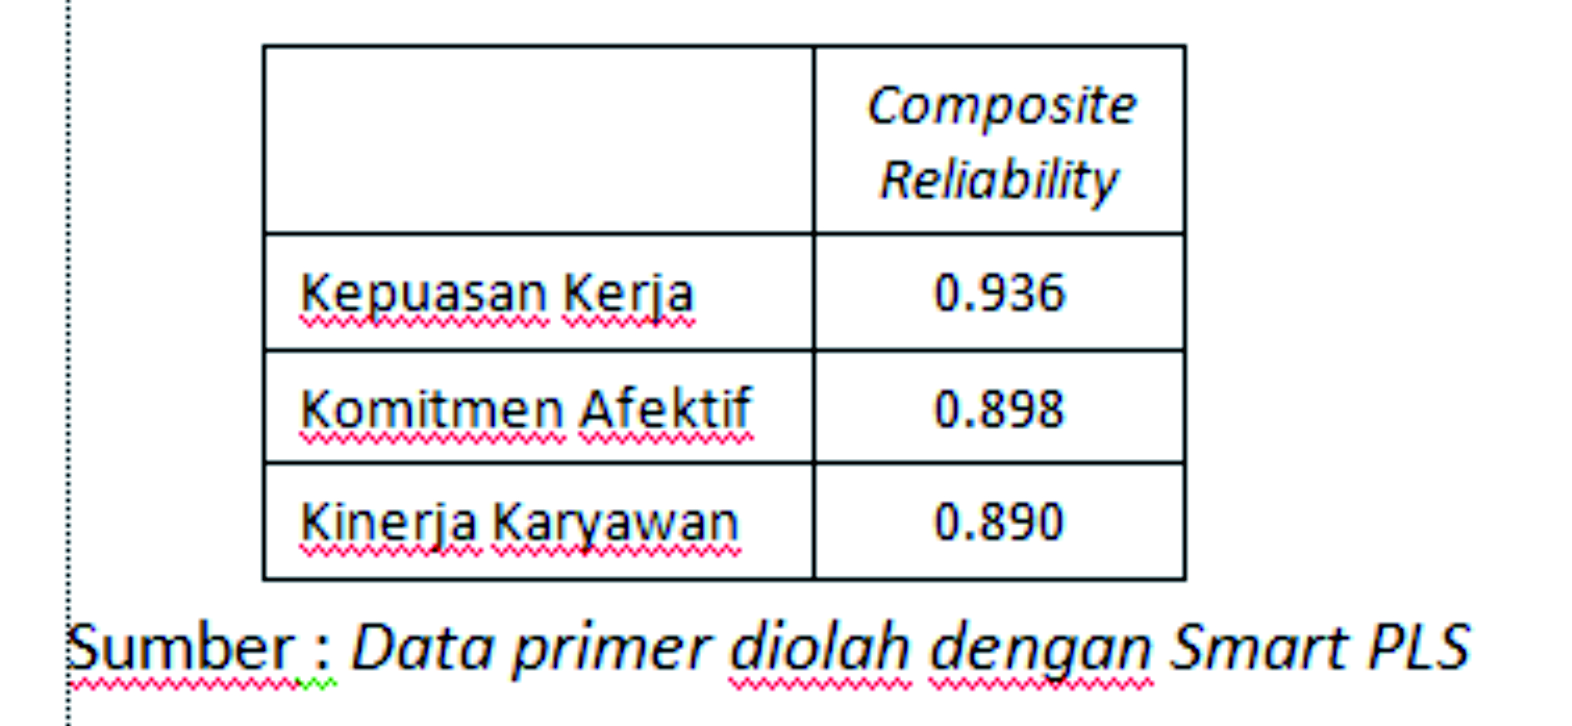 Composite
Reliability
Kepuasan Kerja 0.936
Komitmen Afektif 0.898
Kinerja Karyawan 0.890
Sumber : Data primer diolah dengan Smart PLS